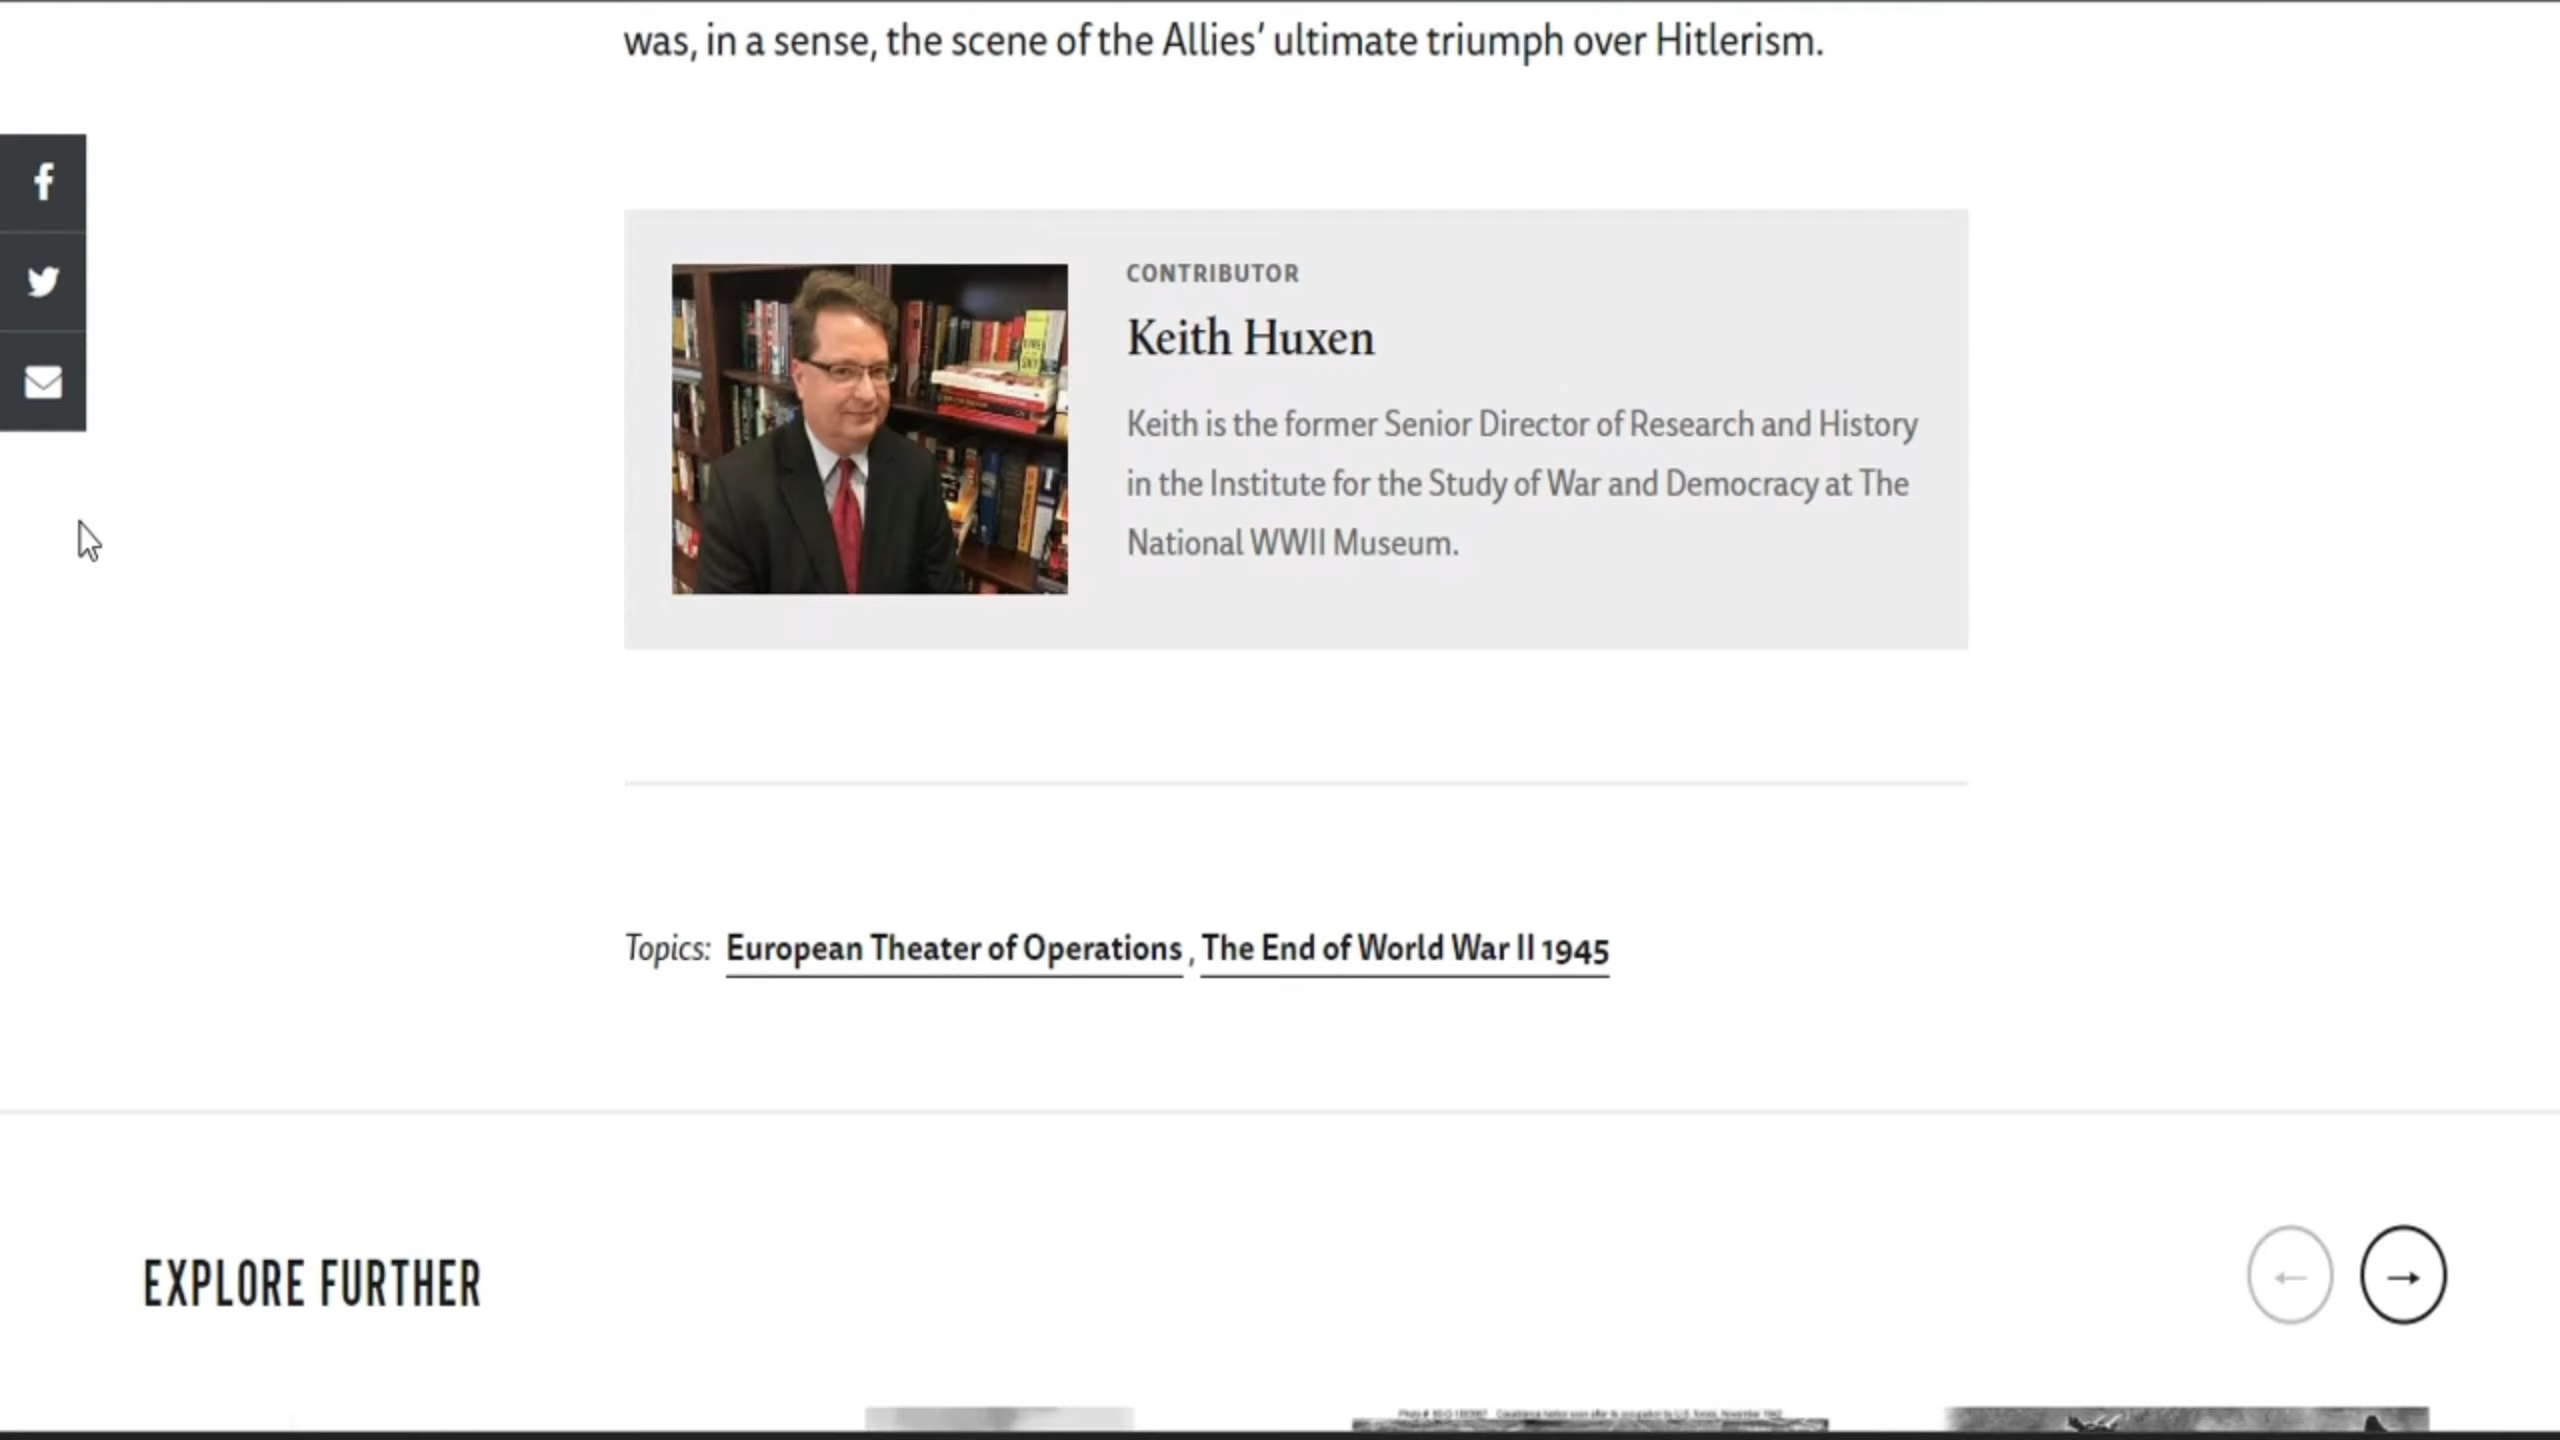 was, in a sense, the scene of the Allies’ ultimate triumph over Hitlerism.
CONTRIBUTOR
Keith Huxen
Keith is the former Senior Director of Research and History
in the Institute for the Study of War and Democracy at The
National WWII Museum.
Topics: European Theater of Operations , The End of World War II 1945
EXPLORE FURTHER